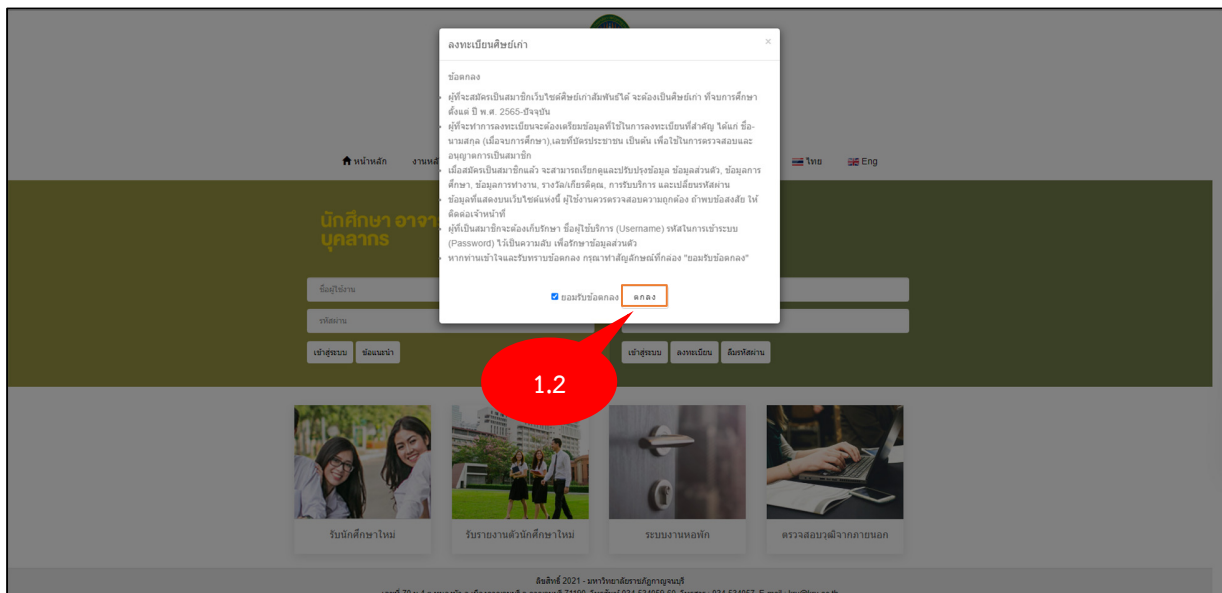 ลงทะเบียนศิษย์เก่า
×
ข้อตกลง
ผู้ที่จะสมัครเป็นสมาชิกเว็บไซต์ศิษย์เก่าสัมพันธ์ได้ จะต้องเป็นศิษย์เก่า ที่จบการศึกษา
ตั้งแต่ ปี พ.ศ. 2565-ปัจจุบัน
ผู้ที่จะทำการลงทะเบียนจะต้องเตรียมข้อมูลที่ใช้ในการลงทะเบียนที่สำคัญ ได้แก่ ชื่อ-
นามสกุล (เมื่อจบการศึกษา),เลขที่บัตรประชาชน เป็นต้น เพื่อใช้ในการตรวจสอบและ
อนุญาตการเป็นสมาชิก
เมื่อสมัครเป็นสมาชิกแล้ว จะสามารถเรียกดูและปรับปรุงข้อมูล ข้อมูลส่วนตัว, ข้อมูลการ
ศึกษา, ข้อมูลการทำงาน, รางวัล/เกียรติคุณ, การรับบริการ และเปลี่ยนรหัสผ่าน
ข้อมูลที่แสดงบนเว็บไซต์แห่งนี้ ผู้ใช้งานควรตรวจสอบความถูกต้อง ถ้าพบข้อสงสัย ให้
ติดต่อเจ้าหน้าที่
ผู้ที่เป็นสมาชิกจะต้องเก็บรักษา ชื่อผู้ใช้บริการ (Username) รหัสในการเข้าระบบ
(Password) ไว้เป็นความลับ เพื่อรักษาข้อมูลส่วนตัว
หากท่านเข้าใจและรับทราบข้อตกลง กรุณาทำสัญลักษณ์ที่กล่อง "ยอมรับข้อตกลง"
ยอมรับข้อตกลง ตกลง
หน้าหลัก ไทย Eng
นักศึกษา
บุคลากร
ชื่อผู้ใช้งาน
รหัสผ่าน
เข้าสู่ระบบ ข้อแนะนำ
เข้าสู่ระบบ ลงทะเบียน ลืมรหัสผ่าน
1.2
รับนักศึกษาใหม่ รับรายงานตัวนักศึกษาใหม่ ระบบงานหอพัก ตรวจสอบวุฒิจากภายนอก
ลิขสิทธิ์ 2021 - มหาวิทยาลัยราชภัฏกาญจนบุรี